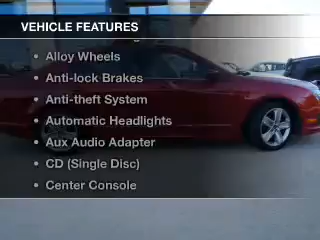 VEHICLE FEATURES
• Alloy Wheels
• Anti-lock Brakes
• Anti-theft System
• Automatic Headlights
• Aux Audio Adapter
• CD (Single Disc)
• Center Console